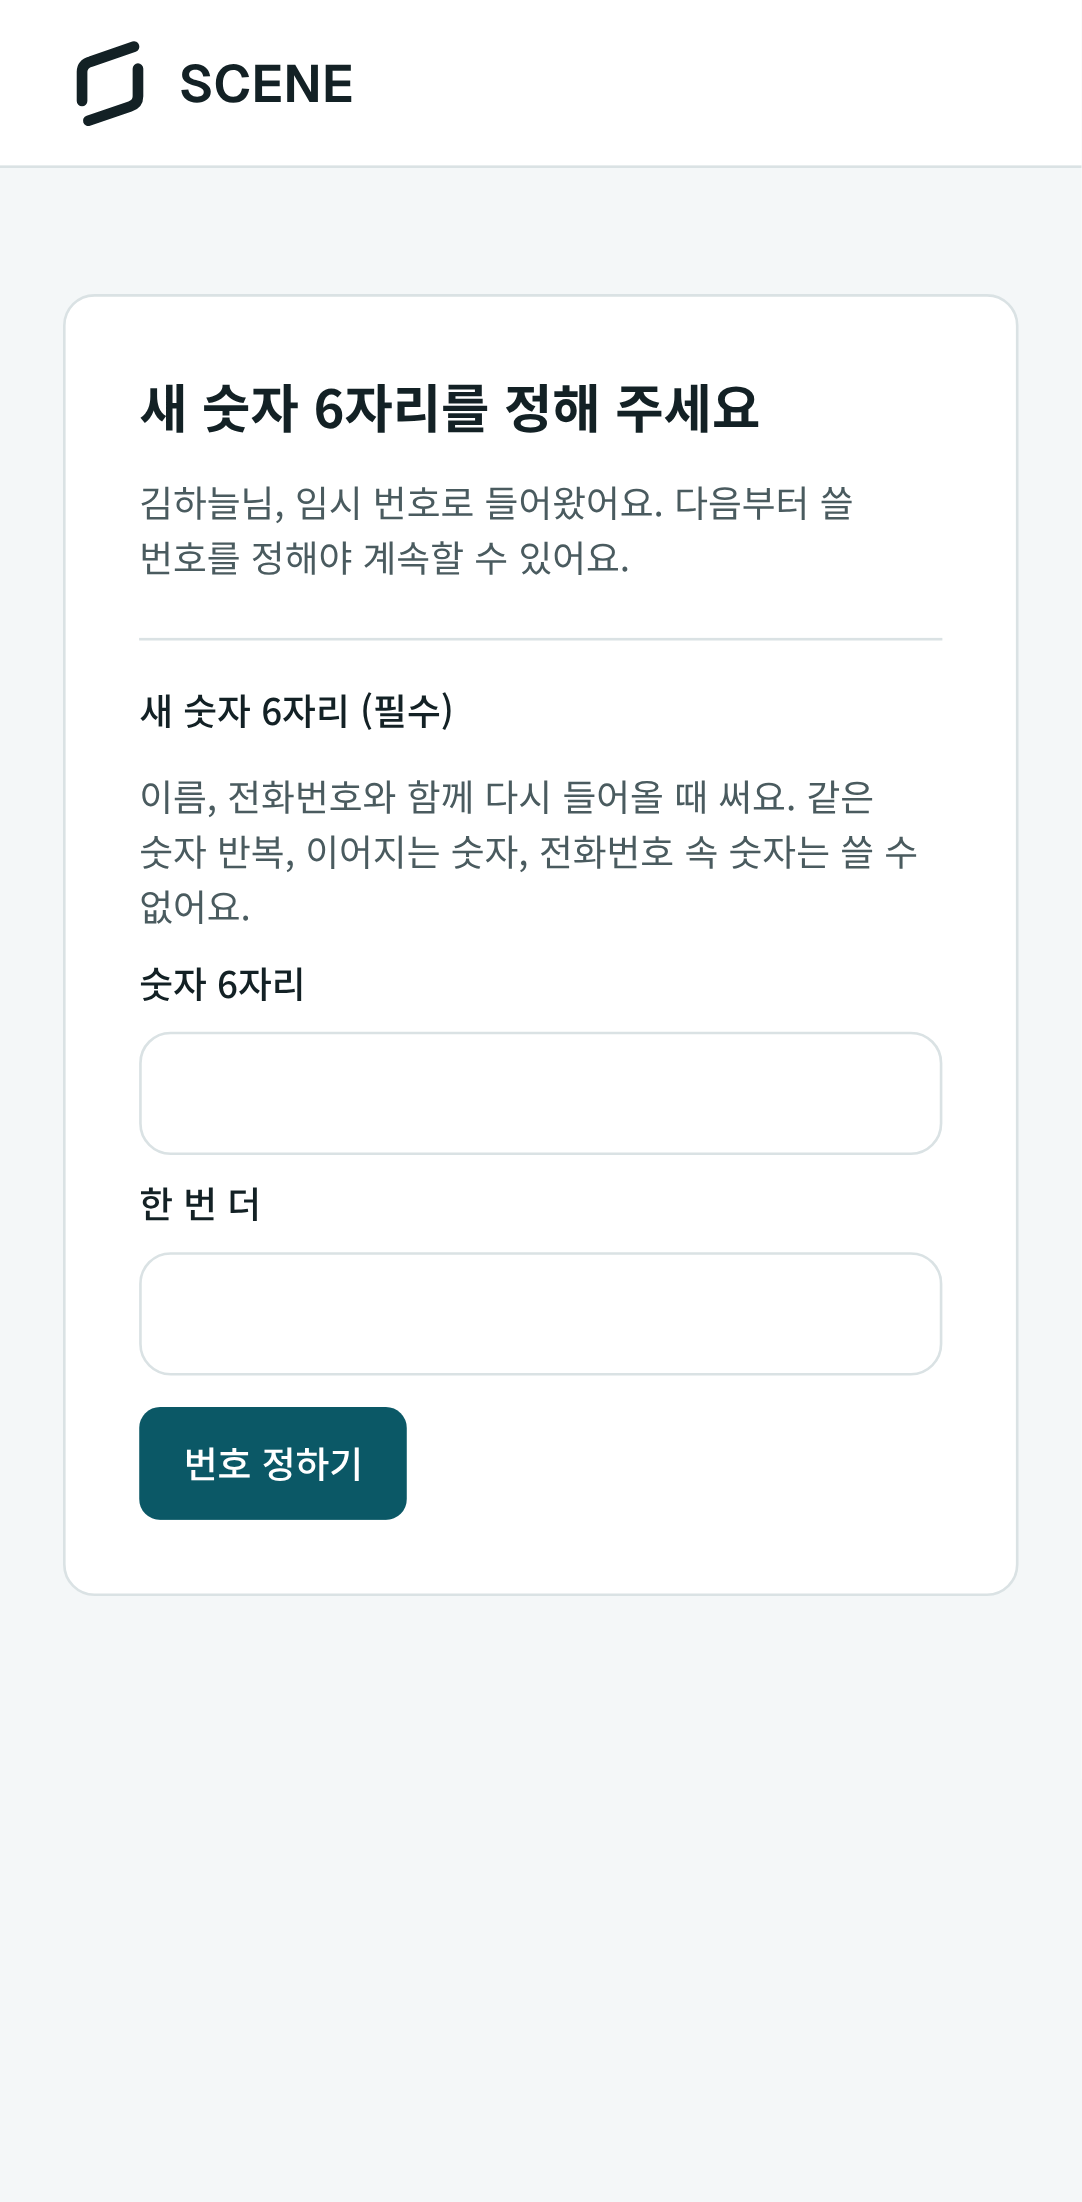 SCENE
새 숫자 6자리를 정해 주세요
김하늘님, 임시 번호로 들어왔어요. 다음부터 쓸
번호를 정해야 계속할 수 있어요.
새 숫자 6자리 (필수)
이름, 전화번호와 함께 다시 들어올 때 써요. 같은
숫자 반복, 이어지는 숫자, 전화번호 속 숫자는 쓸 수
없어요.
숫자 6자리
한 번 더
번호 정하기